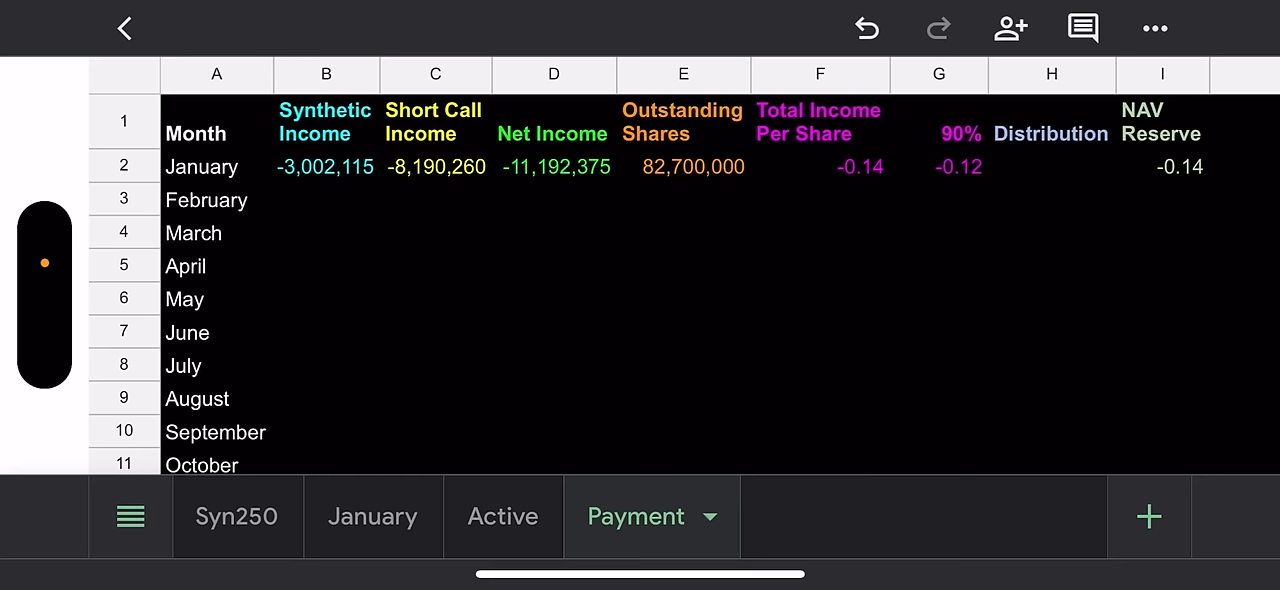 A B C D E F G H I
1 Month Synthetic Income Short Call Income Net Income Outstanding Shares Total Income Per Share 90% Distribution NAV Reserve
2 January -3,002,115 -8,190,260 -11,192,375 82,700,000 -0.14 -0.12 -0.14
3 February
4 March
5 April
6 May
7 June
8 July
9 August
10 September
11 October
Syn250 January Active Payment